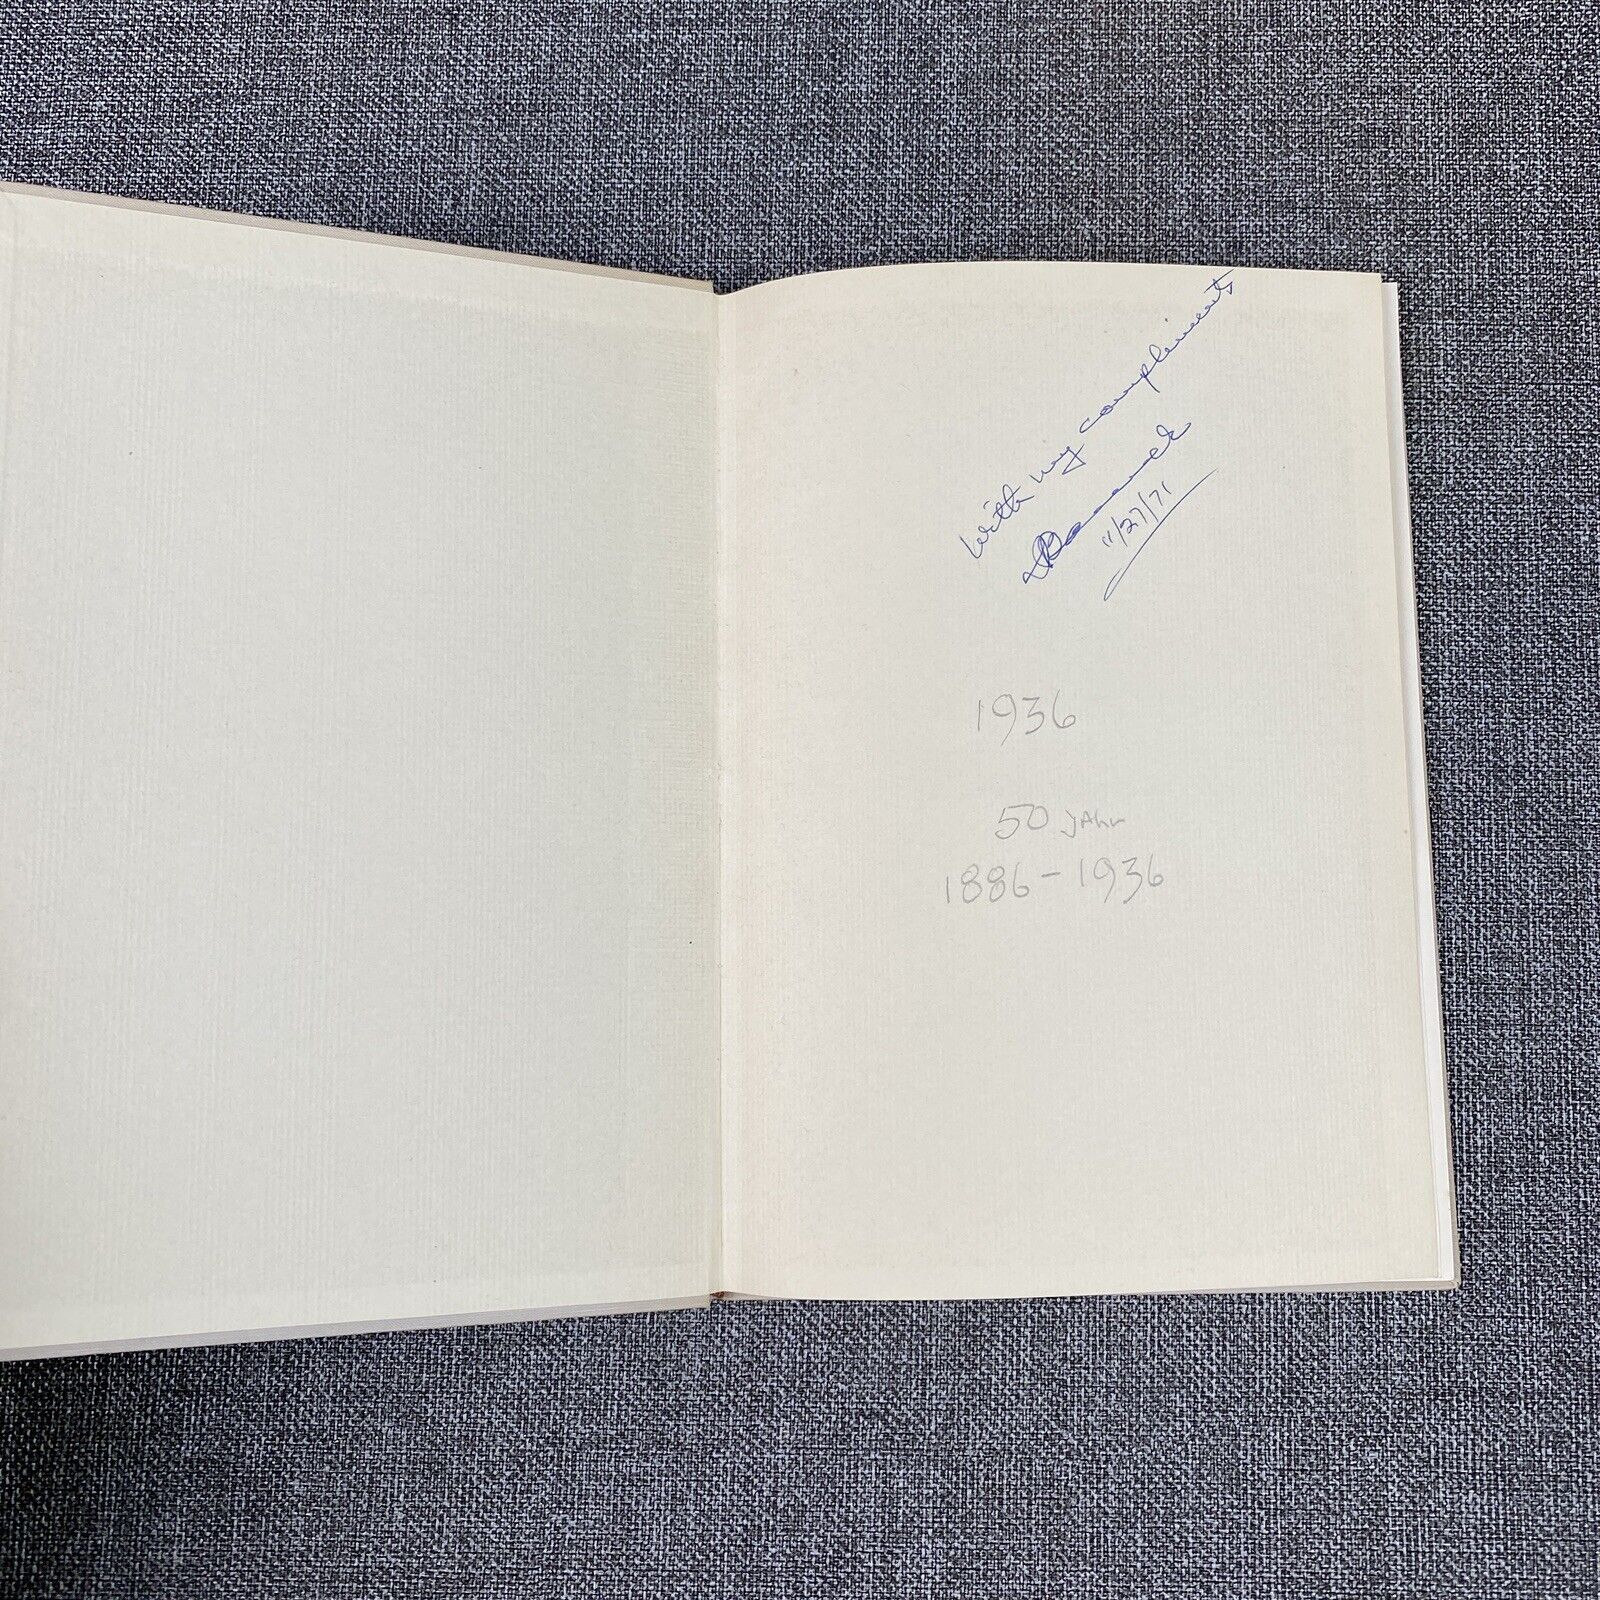 With my compliments
11/27/71
1936
50 JAhr
1886-1936